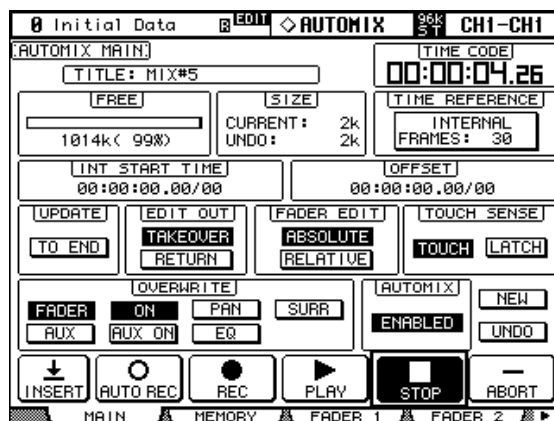 0 Initial Data R EDIT ◇AUTOMIX 96k ST CH1-CH1
AUTOMIX MAIN
TITLE: MIX#5
TIME CODE
00:00:04.26
FREE
1014k( 99%)
SIZE
CURRENT: 2k
UNDO: 2k
TIME REFERENCE
INTERNAL
FRAMES: 30
INT START TIME
00:00:00.00/00
OFFSET
00:00:00.00/00
UPDATE
TO END
EDIT OUT
TAKEOVER
RETURN
FADER EDIT
ABSOLUTE
RELATIVE
TOUCH SENSE
TOUCH LATCH
OVERWRITE
FADER ON PAN SURR
AUX AUX ON EQ
AUTOMIX
ENABLED
NEW
UNDO
INSERT AUTO REC REC PLAY STOP ABORT
MAIN MEMORY FADER 1 FADER 2